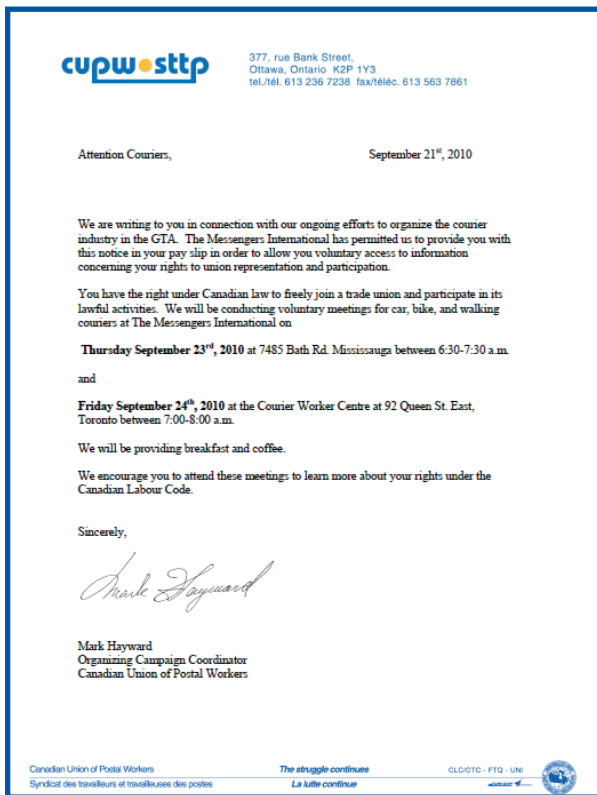 cupw•sttp
377, rue Bank Street,
Ottawa, Ontario K2P 1Y3
tel./tél. 613 236 7238 fax/téléc. 613 563 7861
Attention Couriers, September 21st, 2010
We are writing to you in connection with our ongoing efforts to organize the courier
industry in the GTA. The Messengers International has permitted us to provide you with
this notice in your pay slip in order to allow you voluntary access to information
concerning your rights to union representation and participation.
You have the right under Canadian law to freely join a trade union and participate in its
lawful activities. We will be conducting voluntary meetings for car, bike, and walking
couriers at The Messengers International on
Thursday September 23rd, 2010 at 7485 Bath Rd. Mississauga between 6:30-7:30 a.m.
and
Friday September 24th, 2010 at the Courier Worker Centre at 92 Queen St. East,
Toronto between 7:00-8:00 a.m.
We will be providing breakfast and coffee.
We encourage you to attend these meetings to learn more about your rights under the
Canadian Labour Code.
Sincerely,
Mark Hayward
Mark Hayward
Organizing Campaign Coordinator
Canadian Union of Postal Workers
Canadian Union of Postal Workers The struggle continues CLC/CTC - FTQ - UNI
Syndicat des travailleurs et travailleuses des postes La lutte continue